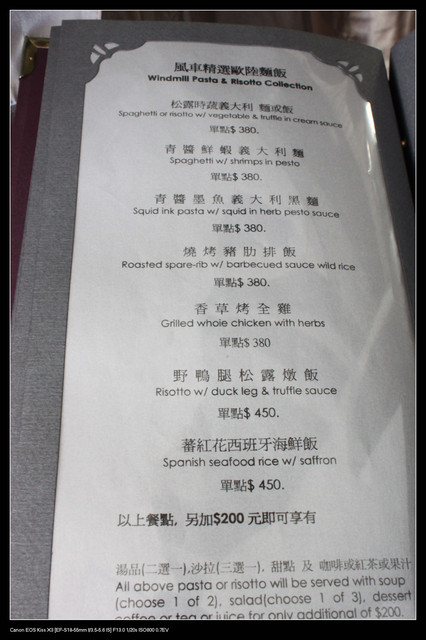 風車精選歐陸麵飯
Windmill Pasta & Risotto Collection
松露時蔬義大利 麵或飯
Spaghetti or risotto w/ vegetable & truffle in cream sauce
單點$ 380.
青 醬 鮮 蝦 義 大 利 麵
Spaghetti w/ shrimps in pesto
單點$ 380.
青 醬 墨 魚 義 大 利 黑 麵
Squid ink pasta w/ squid in herb pesto sauce
單點$ 380.
燒 烤 豬 肋 排 飯
Roasted spare-rib w/ barbecued sauce wild rice
單點$ 380.
香 草 烤 全 雞
Grilled whole chicken with herbs
單點$ 380
野 鴨 腿 松 露 燉 飯
Risotto w/ duck leg & truffle sauce
單點$ 450.
蕃紅花西班牙海鮮飯
Spanish seafood rice w/ saffron
單點$ 450.
以上餐點, 另加$200 元即可享有
湯品(二選一),沙拉(三選一), 甜點 及 咖啡或紅茶或果汁
All above pasta or risotto will be served with soup
(choose 1 of 2), salad(choose 1 of 3), dessert
coffee or tea or juice for only additional of $200.
Canon EOS Kiss X3 [EF-S18-55mm f/3.5-5.6 IS] F13.0 1/20s ISO800 0.7EV